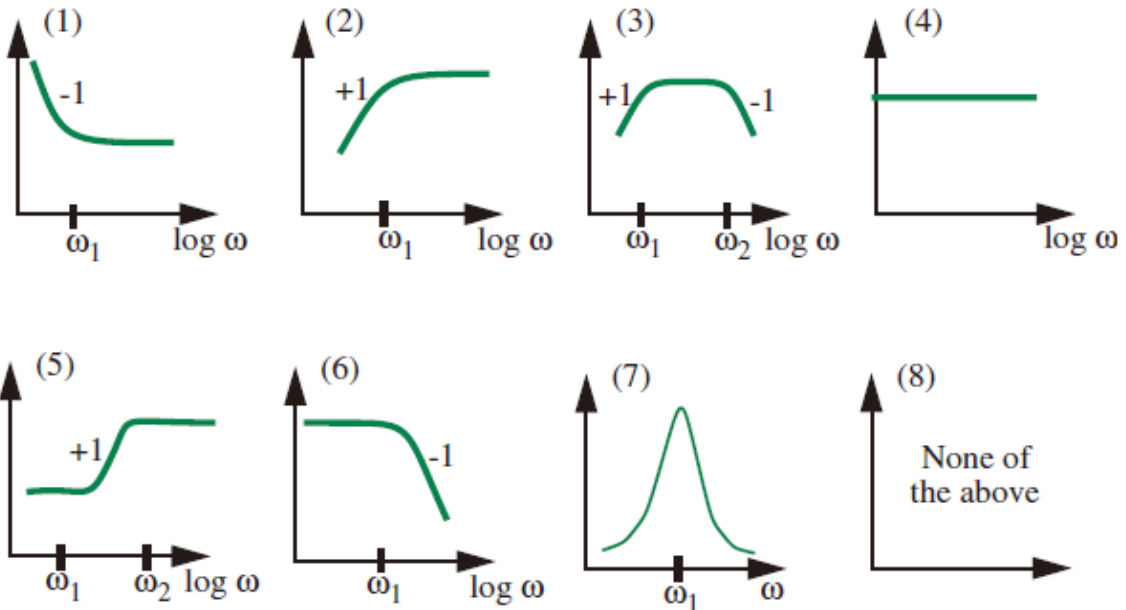 (1)
-1
ω1
log ω
(2)
+1
ω1
log ω
(3)
+1
-1
ω1
ω2
log ω
(4)
log ω
(5)
+1
ω1
ω2
log ω
(6)
-1
ω1
log ω
(7)
ω1
ω
(8)
None of
the above